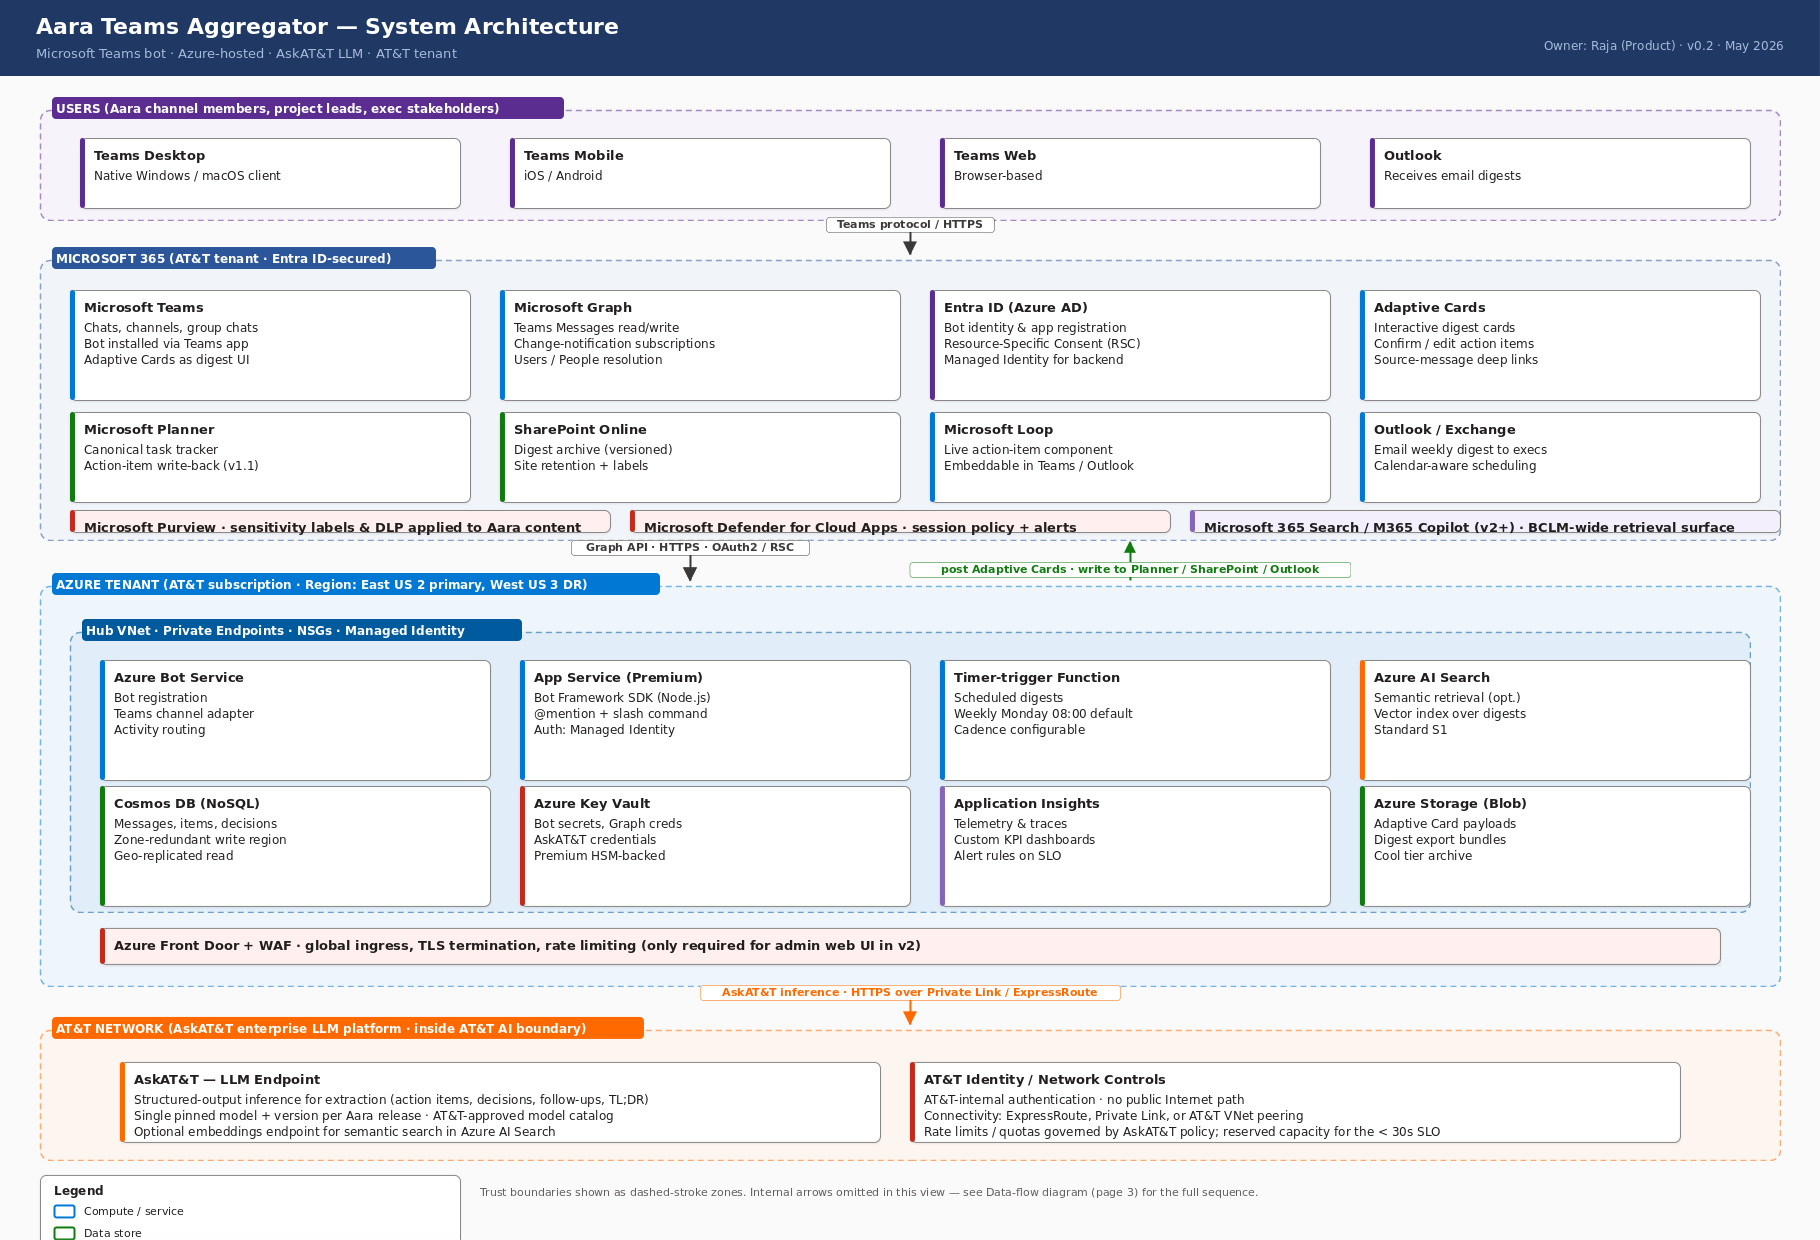 Aara Teams Aggregator — System Architecture
Microsoft Teams bot · Azure-hosted · AskAT&T LLM · AT&T tenant
Owner: Raja (Product) · v0.2 · May 2026
USERS (Aara channel members, project leads, exec stakeholders)
Teams Desktop
Native Windows / macOS client
Teams Mobile
iOS / Android
Teams Web
Browser-based
Outlook
Receives email digests
Teams protocol / HTTPS
MICROSOFT 365 (AT&T tenant · Entra ID-secured)
Microsoft Teams
Chats, channels, group chats
Bot installed via Teams app
Adaptive Cards as digest UI
Microsoft Graph
Teams Messages read/write
Change-notification subscriptions
Users / People resolution
Entra ID (Azure AD)
Bot identity & app registration
Resource-Specific Consent (RSC)
Managed Identity for backend
Adaptive Cards
Interactive digest cards
Confirm / edit action items
Source-message deep links
Microsoft Planner
Canonical task tracker
Action-item write-back (v1.1)
SharePoint Online
Digest archive (versioned)
Site retention + labels
Microsoft Loop
Live action-item component
Embeddable in Teams / Outlook
Outlook / Exchange
Email weekly digest to execs
Calendar-aware scheduling
Microsoft Purview · sensitivity labels & DLP applied to Aara content
Microsoft Defender for Cloud Apps · session policy + alerts
Microsoft 365 Search / M365 Copilot (v2+) · BCLM-wide retrieval surface
Graph API · HTTPS · OAuth2 / RSC
post Adaptive Cards · write to Planner / SharePoint / Outlook
AZURE TENANT (AT&T subscription · Region: East US 2 primary, West US 3 DR)
Hub VNet · Private Endpoints · NSGs · Managed Identity
Azure Bot Service
Bot registration
Teams channel adapter
Activity routing
App Service (Premium)
Bot Framework SDK (Node.js)
@mention + slash command
Auth: Managed Identity
Timer-trigger Function
Scheduled digests
Weekly Monday 08:00 default
Cadence configurable
Azure AI Search
Semantic retrieval (opt.)
Vector index over digests
Standard S1
Cosmos DB (NoSQL)
Messages, items, decisions
Zone-redundant write region
Geo-replicated read
Azure Key Vault
Bot secrets, Graph creds
AskAT&T credentials
Premium HSM-backed
Application Insights
Telemetry & traces
Custom KPI dashboards
Alert rules on SLO
Azure Storage (Blob)
Adaptive Card payloads
Digest export bundles
Cool tier archive
Azure Front Door + WAF · global ingress, TLS termination, rate limiting (only required for admin web UI in v2)
AskAT&T inference · HTTPS over Private Link / ExpressRoute
AT&T NETWORK (AskAT&T enterprise LLM platform · inside AT&T AI boundary)
AskAT&T — LLM Endpoint
Structured-output inference for extraction (action items, decisions, follow-ups, TL;DR)
Single pinned model + version per Aara release · AT&T-approved model catalog
Optional embeddings endpoint for semantic search in Azure AI Search
AT&T Identity / Network Controls
AT&T-internal authentication · no public Internet path
Connectivity: ExpressRoute, Private Link, or AT&T VNet peering
Rate limits / quotas governed by AskAT&T policy; reserved capacity for the < 30s SLO
Legend
Compute / service
Data store
Trust boundaries shown as dashed-stroke zones. Internal arrows omitted in this view — see Data-flow diagram (page 3) for the full sequence.